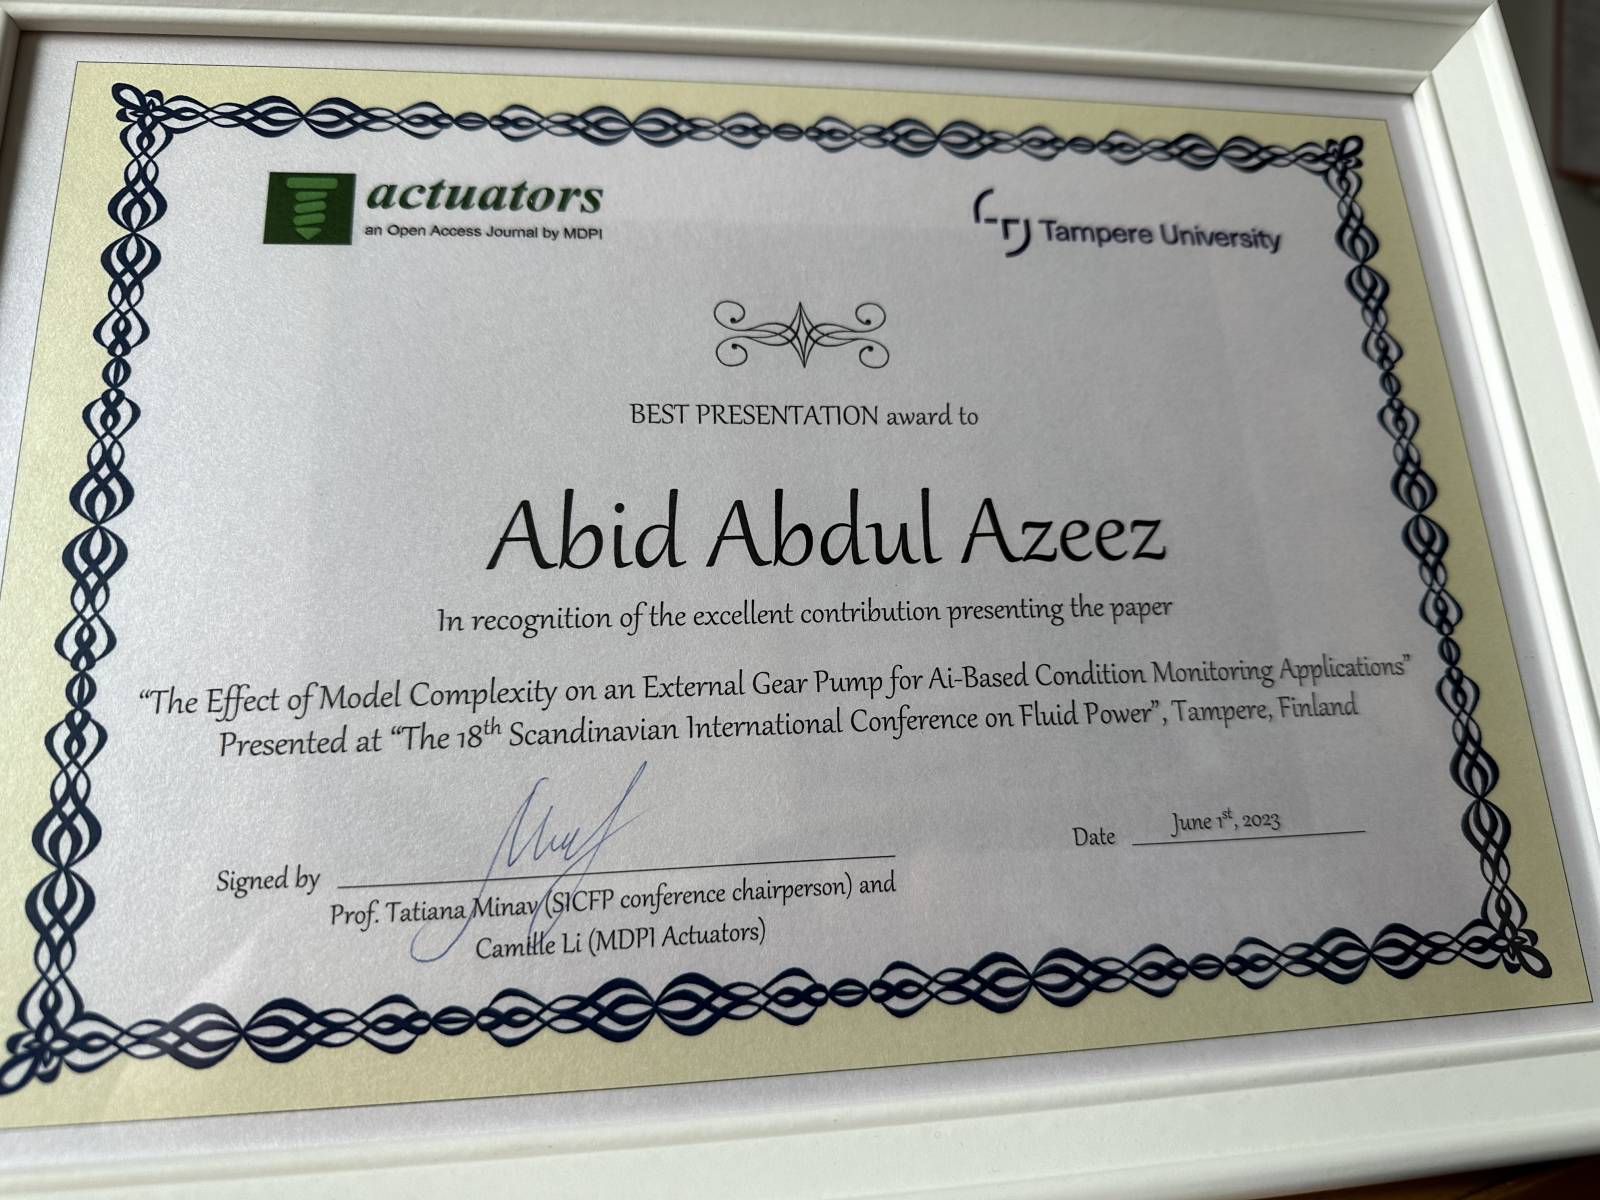 actuators
an Open Access Journal by MDPI
Tampere University
BEST PRESENTATION award to
Abid Abdul Azeez
In recognition of the excellent contribution presenting the paper
“The Effect of Model Complexity on an External Gear Pump for Ai-Based Condition Monitoring Applications”
Presented at “The 18th Scandinavian International Conference on Fluid Power”, Tampere, Finland
Signed by
Prof. Tatiana Minav (SICFP conference chairperson) and
Camille Li (MDPI Actuators)
Date June 1st, 2023